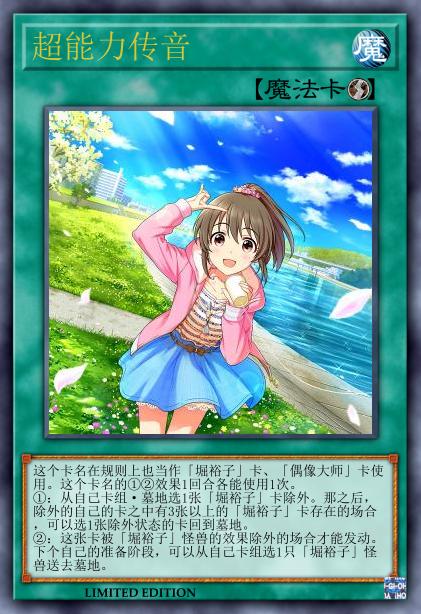 超能力传音
魔
【魔法卡】
这个卡名在规则上也当作「堀裕子」卡、「偶像大师」卡使
用。这个卡名的①②效果1回合各能使用1次。
①：从自己卡组·墓地选1张「堀裕子」卡除外。那之后，
除外的自己的卡之中有3张以上的「堀裕子」卡存在的场合
，可以选1张除外状态的卡回到墓地。
②：这张卡被「堀裕子」怪兽的效果除外的场合才能发动。
下个自己的准备阶段，可以从自己卡组选1只「堀裕子」怪
兽送去墓地。
LIMITED EDITION